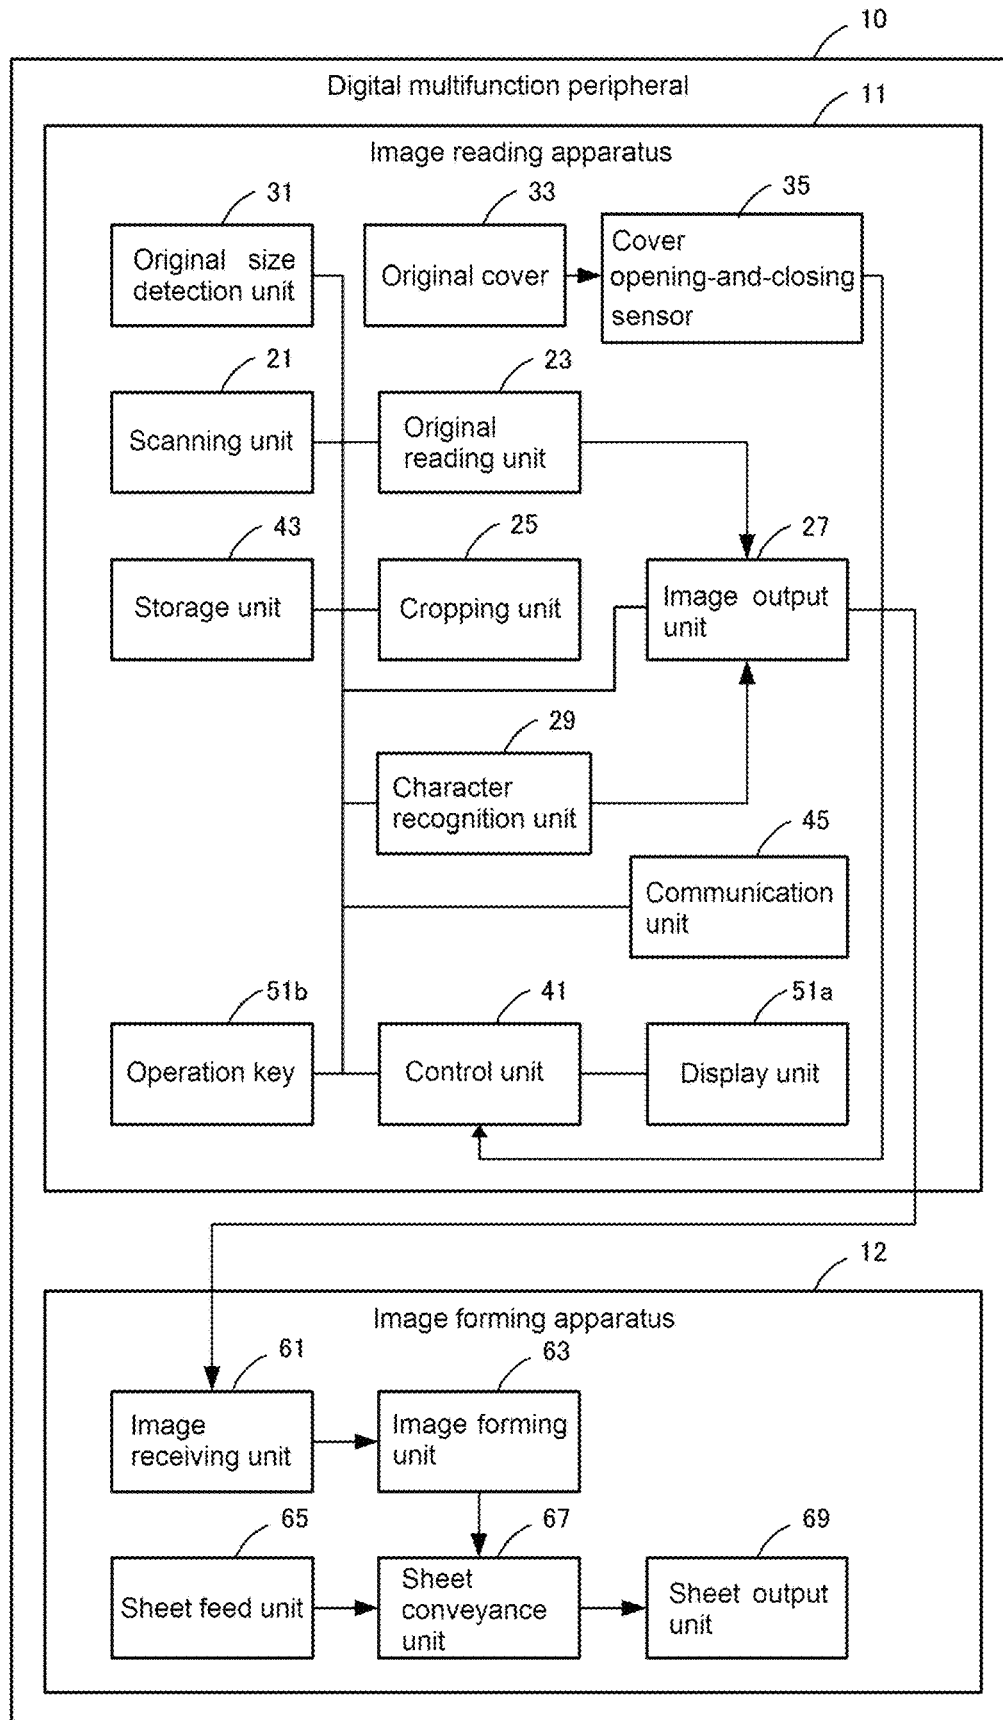 10
Digital multifunction peripheral
11
Image reading apparatus
31
33
35
Original size
detection unit
Original cover
Cover
opening-and-closing
sensor
21
23
Scanning unit
Original
reading unit
43
25
27
Storage unit
Cropping unit
Image output
unit
29
Character
recognition unit
45
Communication
unit
51b
41
51a
Operation key
Control unit
Display unit
12
Image forming apparatus
61
63
Image
receiving unit
Image forming
unit
65
67
69
Sheet feed unit
Sheet
conveyance
unit
Sheet output
unit